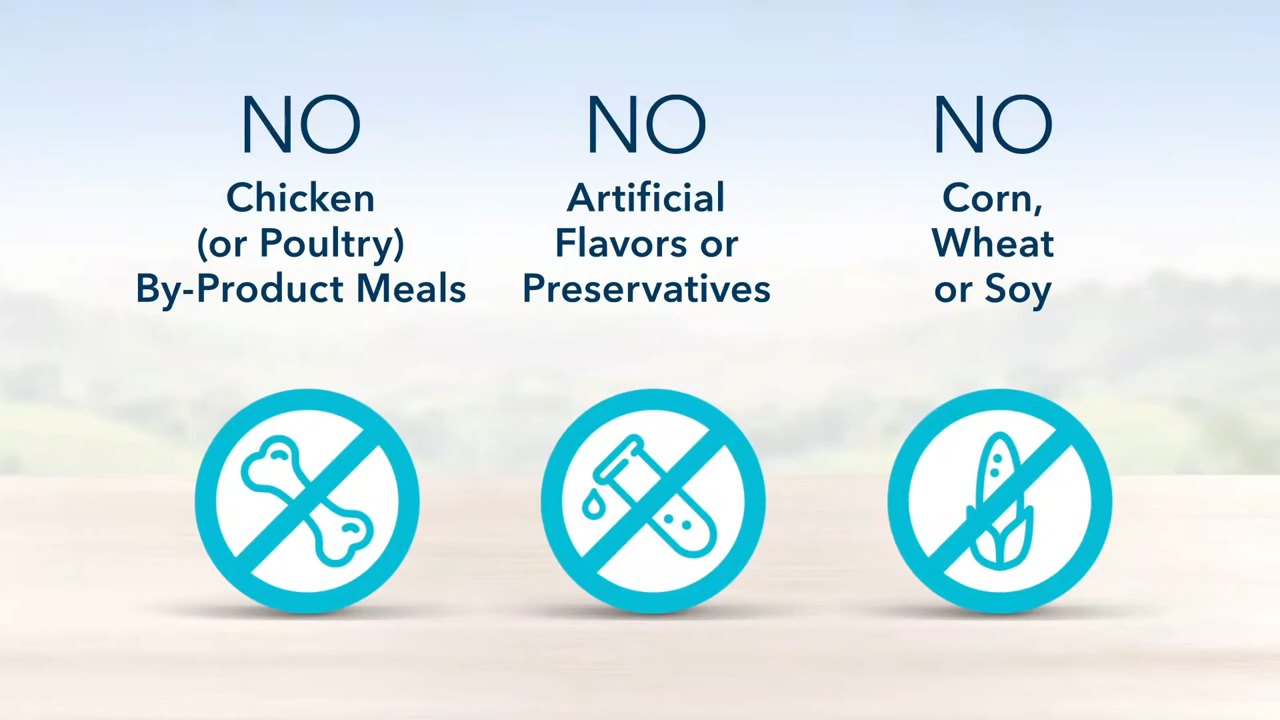 NO
Chicken
(or Poultry)
By-Product Meals
NO
Artificial
Flavors or
Preservatives
NO
Corn,
Wheat
or Soy